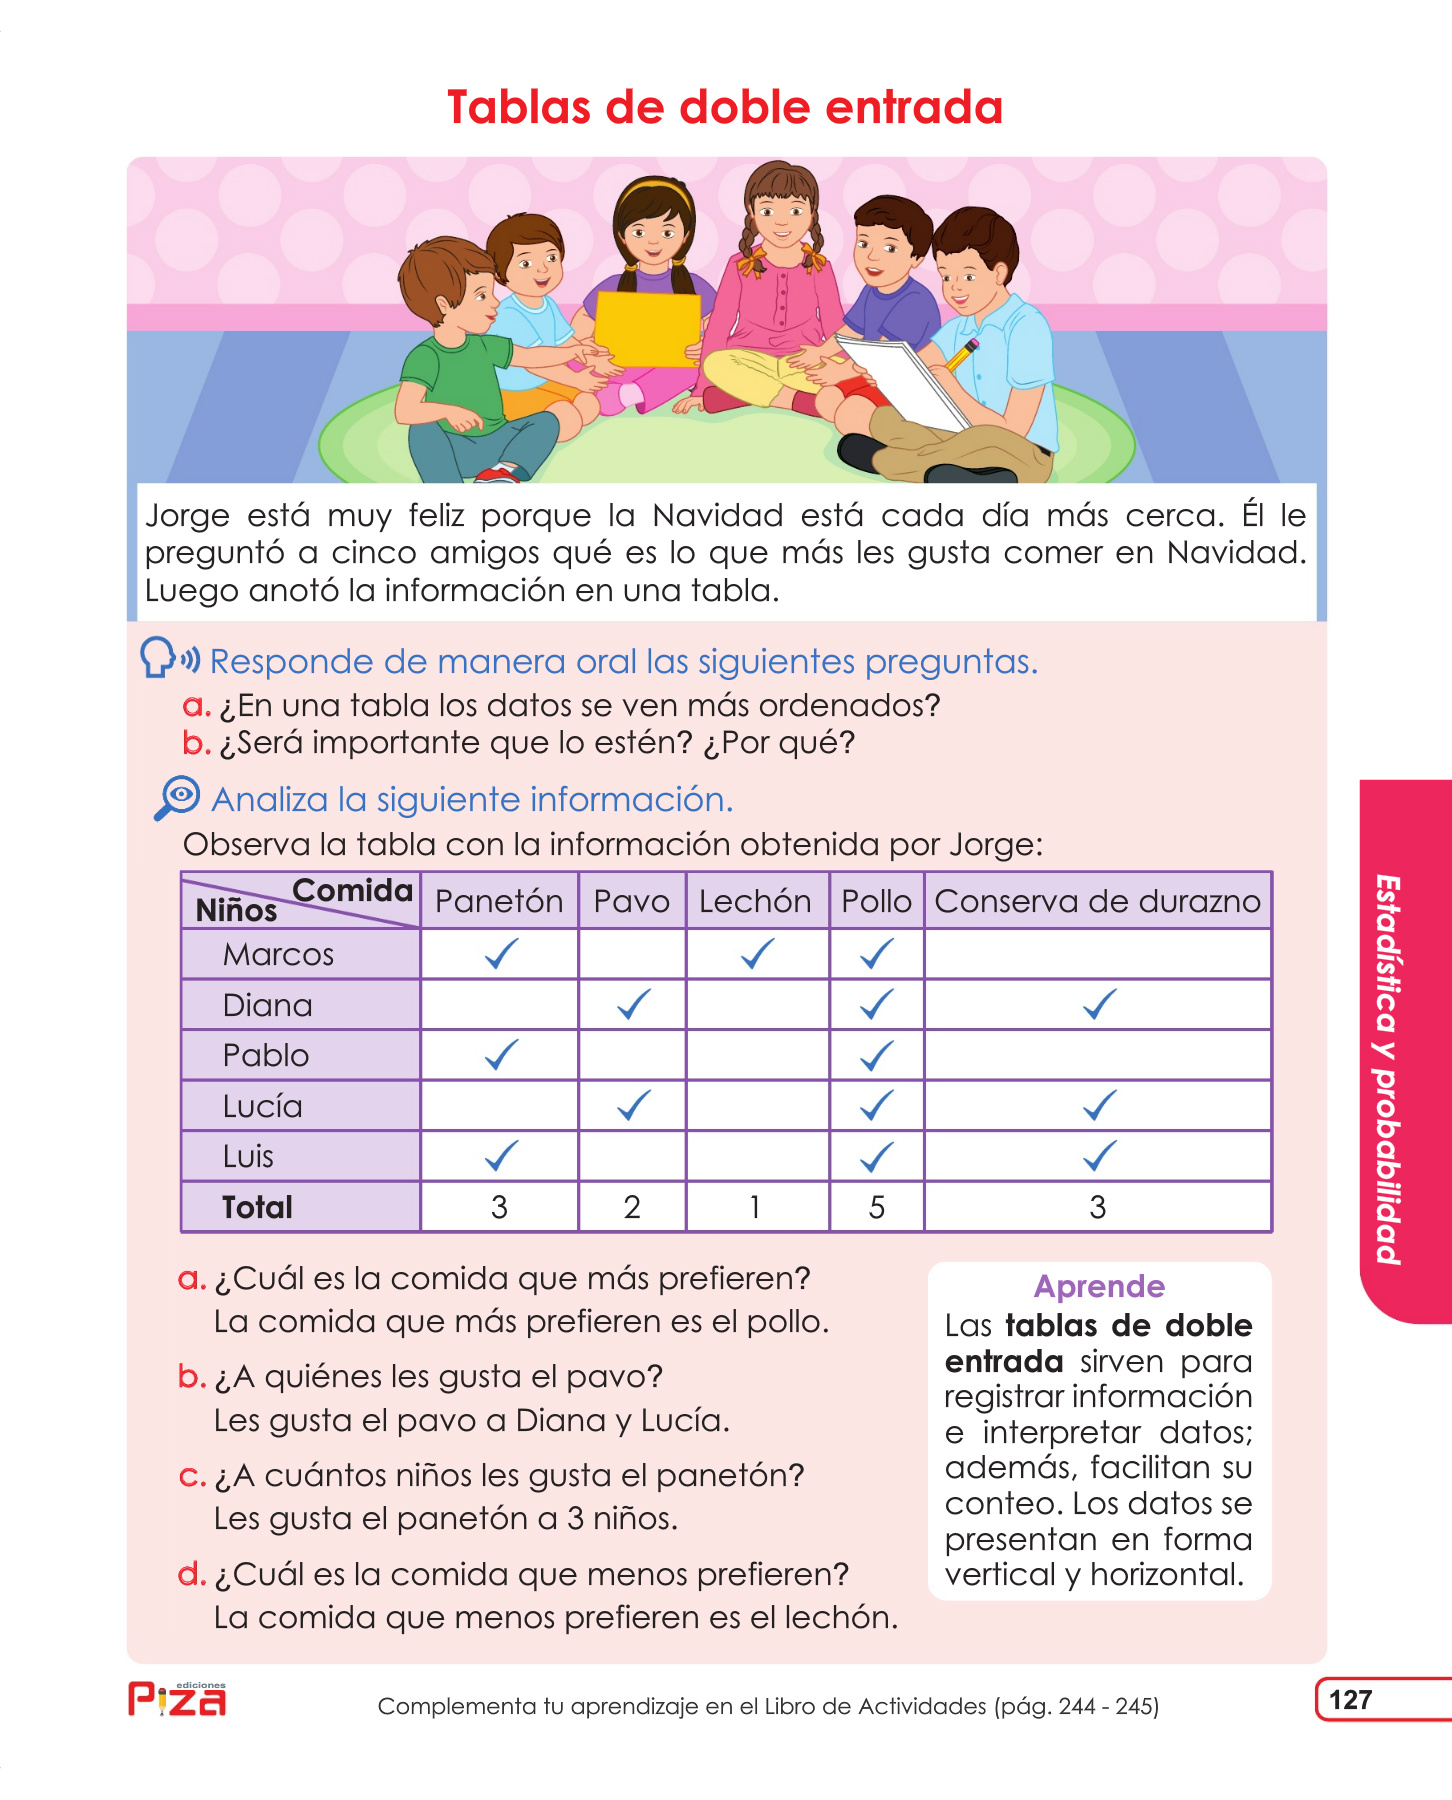 Tablas de doble entrada
Jorge está muy feliz porque la Navidad está cada día más cerca. Él le
preguntó a cinco amigos qué es lo que más les gusta comer en Navidad.
Luego anotó la información en una tabla.
Responde de manera oral las siguientes preguntas.
a. ¿En una tabla los datos se ven más ordenados?
b. ¿Será importante que lo estén? ¿Por qué?
Analiza la siguiente información.
Observa la tabla con la información obtenida por Jorge:
Niños Comida Panetón Pavo Lechón Pollo Conserva de durazno
Marcos ✓ ✓ ✓
Diana ✓ ✓ ✓
Pablo ✓ ✓
Lucía ✓ ✓ ✓
Luis ✓ ✓ ✓
Total 3 2 1 5 3
a. ¿Cuál es la comida que más prefieren?
La comida que más prefieren es el pollo.
b. ¿A quiénes les gusta el pavo?
Les gusta el pavo a Diana y Lucía.
c. ¿A cuántos niños les gusta el panetón?
Les gusta el panetón a 3 niños.
d. ¿Cuál es la comida que menos prefieren?
La comida que menos prefieren es el lechón.
Aprende
Las tablas de doble
entrada sirven para
registrar información
e interpretar datos;
además, facilitan su
conteo. Los datos se
presentan en forma
vertical y horizontal.
Estadística y probabilidad
ediciones
Piza
Complementa tu aprendizaje en el Libro de Actividades (pág. 244 - 245)
127